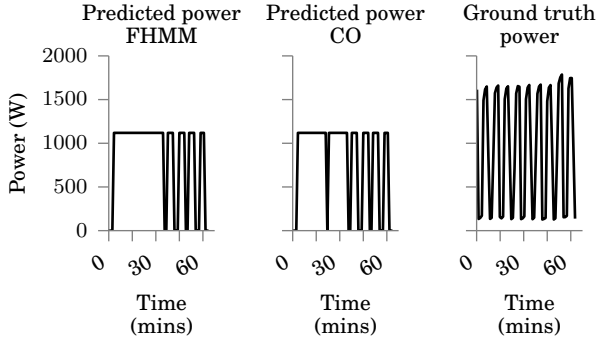 Predicted power
FHMM
Predicted power
CO
Ground truth
power
Power (W)
2000
1500
1000
500
0
0
30
60
0
30
60
0
30
60
Time
(mins)
Time
(mins)
Time
(mins)